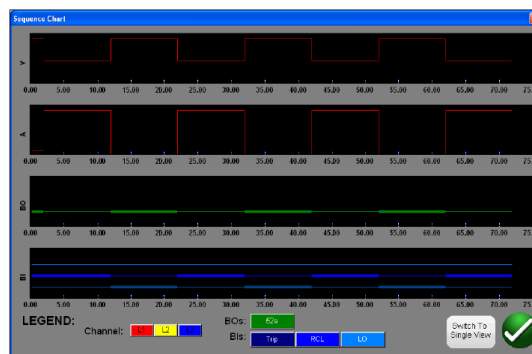 Sequence Chart
V
0.00 5.00 10.00 15.00 20.00 25.00 30.00 35.00 40.00 45.00 50.00 55.00 60.00 65.00 70.00 75.
A
0.00 5.00 10.00 15.00 20.00 25.00 30.00 35.00 40.00 45.00 50.00 55.00 60.00 65.00 70.00 75.
BO
0.00 5.00 10.00 15.00 20.00 25.00 30.00 35.00 40.00 45.00 50.00 55.00 60.00 65.00 70.00 75.
BI
0.00 5.00 10.00 15.00 20.00 25.00 30.00 35.00 40.00 45.00 50.00 55.00 60.00 65.00 70.00 75.
LEGEND:
Channel: L1 L2
BOs: 52a
BIs: Trip RCL LO
Switch To
Single View